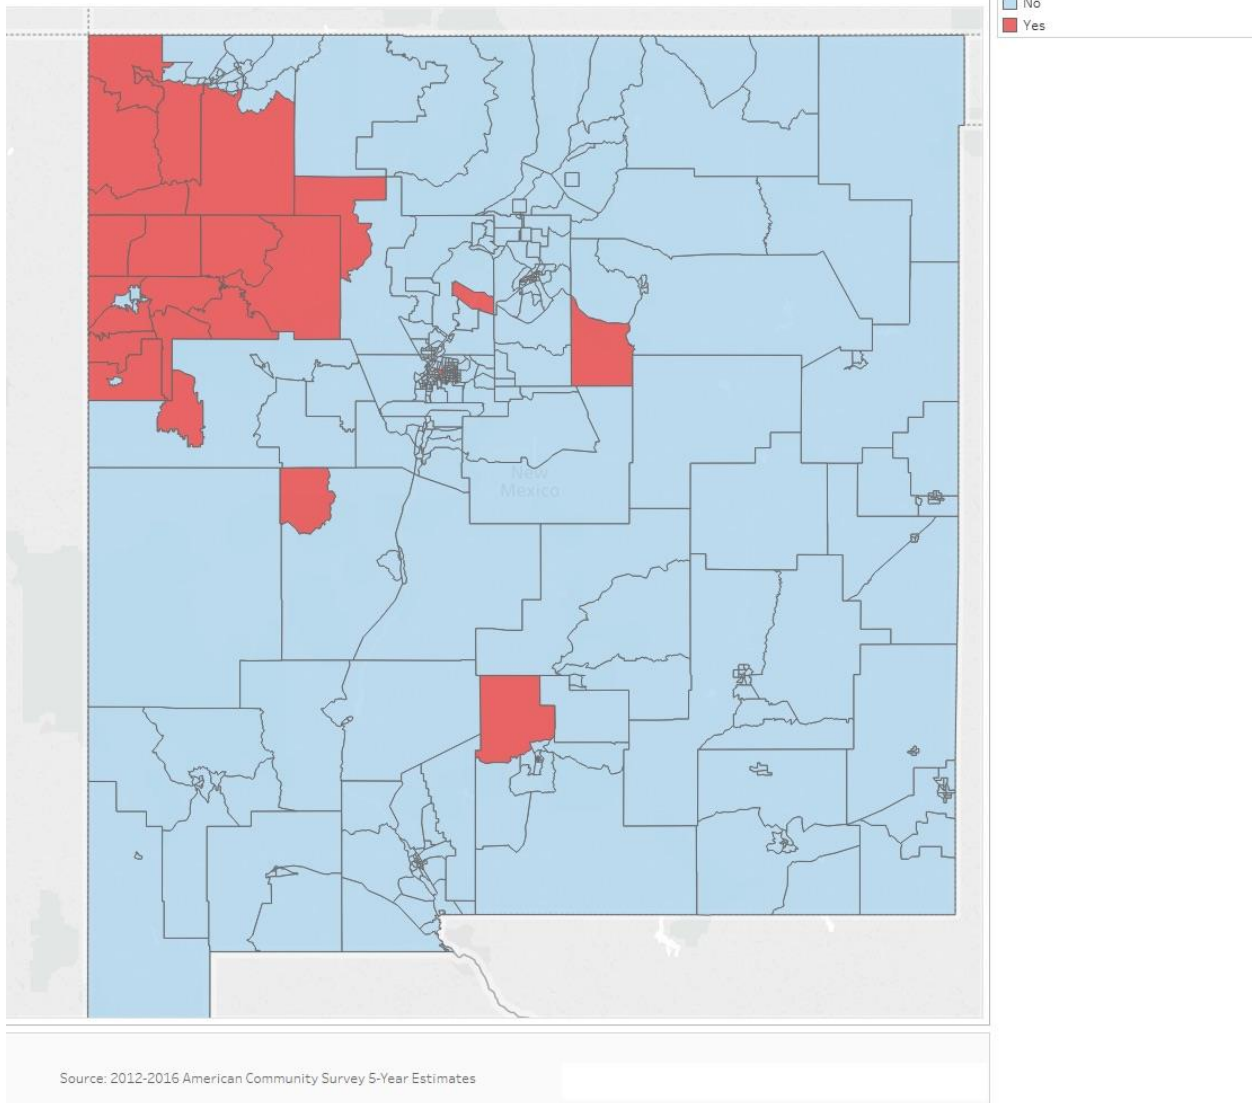 No
Yes
New
Mexico
Source: 2012-2016 American Community Survey 5-Year Estimates